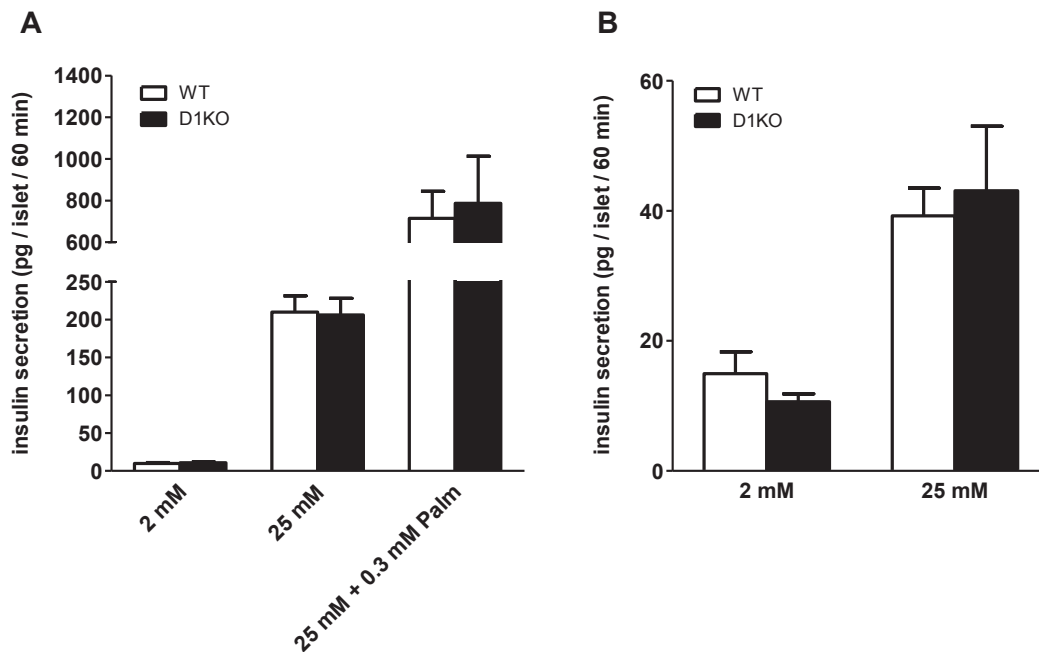 A
insulin secretion (pg / islet / 60 min)
1400
1200
1000
800
600
250
200
150
100
50
0
WT
D1KO
2 mM
25 mM
25 mM + 0.3 mM Palm
B
insulin secretion (pg / islet / 60 min)
60
40
20
0
WT
D1KO
2 mM
25 mM